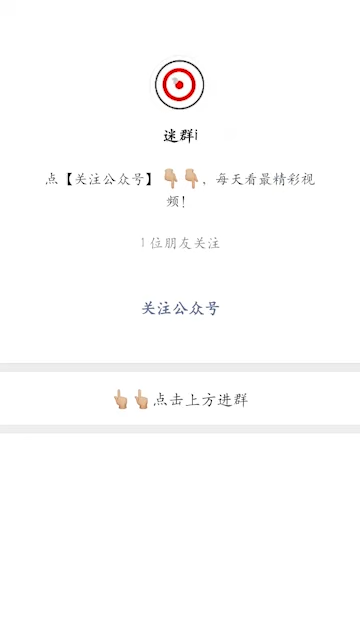 迷群i
点【关注公众号】👇🏼👇🏼，每天看最精彩视
频！
1位朋友关注
关注公众号
👆🏼👆🏼点击上方进群